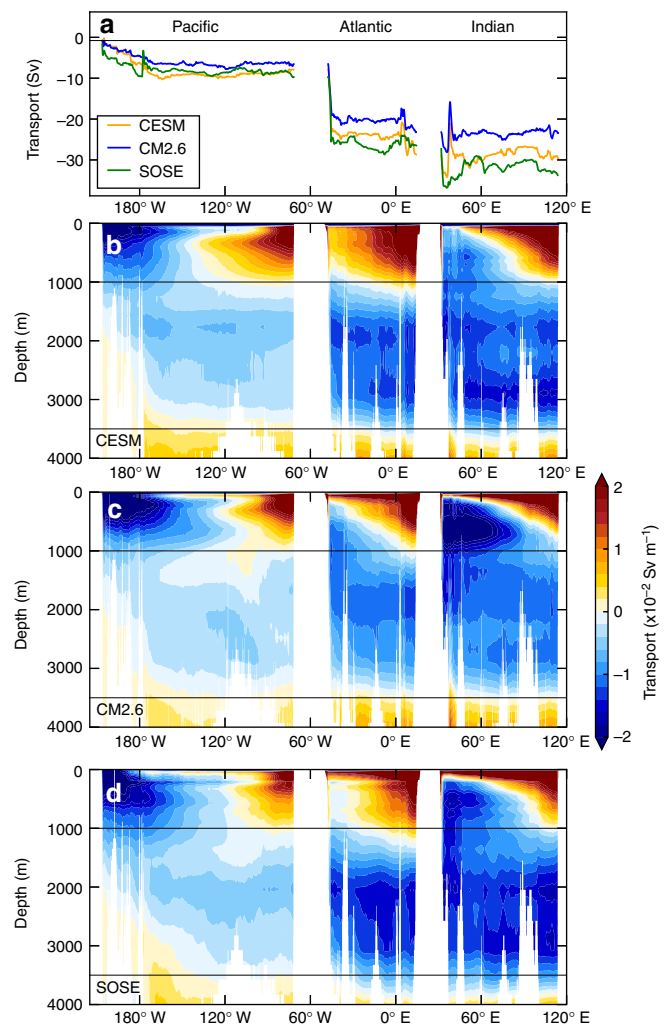 a
Pacific
Atlantic
Indian
Transport (Sv)
0
−10
−20
−30
CESM
CM2.6
SOSE
180° W
120° W
60° W
0° E
60° E
120° E
b
Depth (m)
0
1000
2000
3000
4000
CESM
180° W
120° W
60° W
0° E
60° E
120° E
c
Depth (m)
0
1000
2000
3000
4000
CM2.6
180° W
120° W
60° W
0° E
60° E
120° E
2
1
0
−1
−2
Transport (x10−2 Sv m−1)
d
Depth (m)
0
1000
2000
3000
4000
SOSE
180° W
120° W
60° W
0° E
60° E
120° E